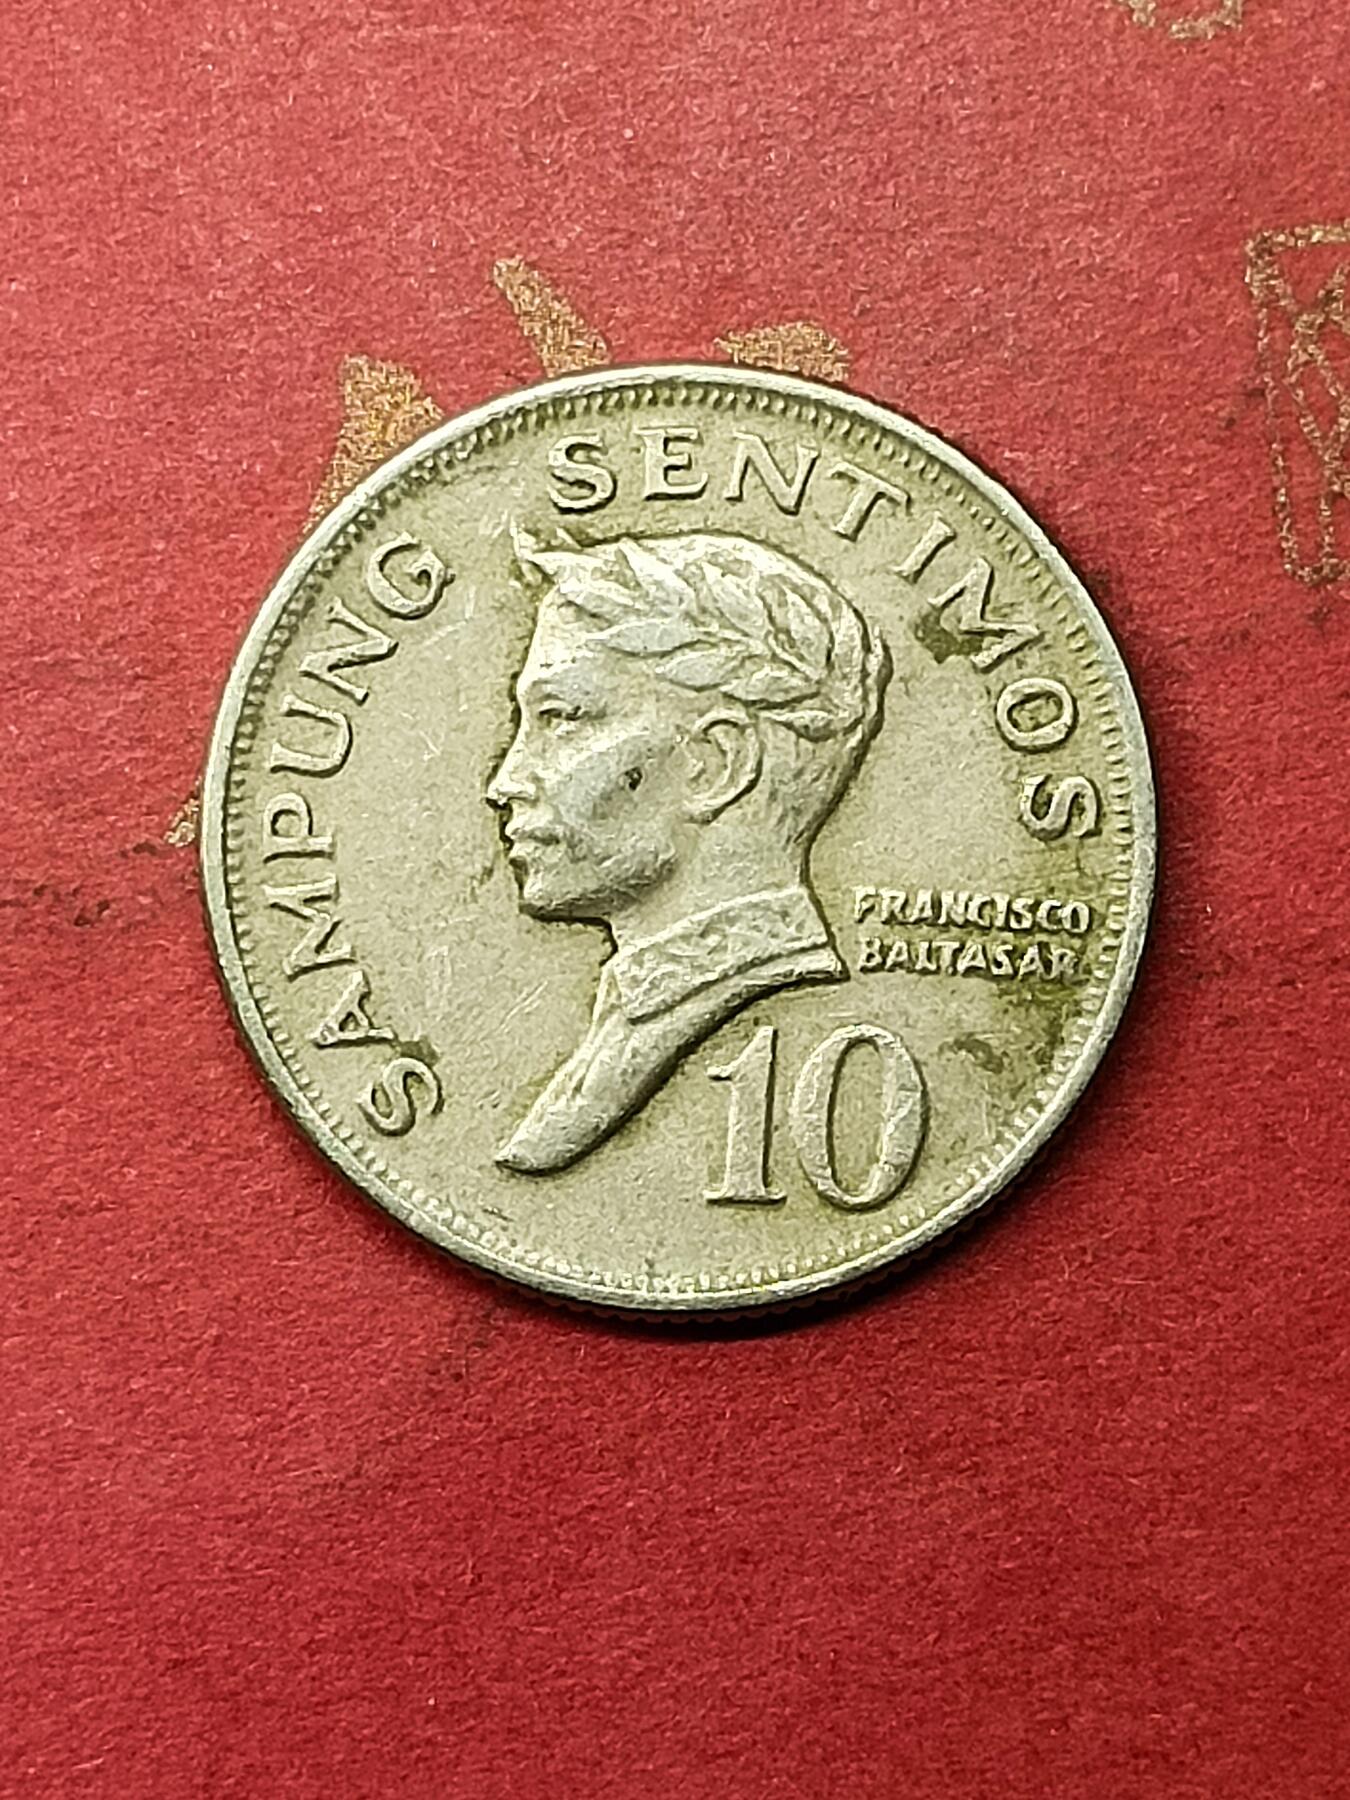 SAMPUNG SENTIMOS
FRANCISCO
BALTASAR
10